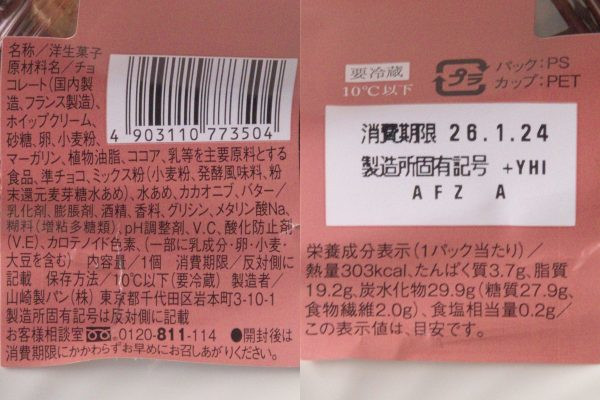 名称/洋生菓子
原材料名/チョ
コレート(国内製
造、フランス製造)、
ホイップクリーム、
砂糖、卵、小麦粉、
マーガリン、植物油脂、ココア、乳等を主要原料とする
食品、準チョコ、ミックス粉(小麦粉、発酵風味料、粉
末還元麦芽糖水あめ)、水あめ、カカオニブ、バター/
乳化剤、膨脹剤、酒精、香料、グリシン、メタリン酸Na、
糊料(増粘多糖類)、pH調整剤、V.C、酸化防止剤
(V.E)、カロテノイド色素、(一部に乳成分・卵・小麦・
大豆を含む) 内容量/1個 消費期限/反対側に
記載 保存方法/10℃以下(要冷蔵) 製造者/
山崎製パン(株) 東京都千代田区岩本町3-10-1
製造所固有記号は反対側に記載
お客様相談室 0120-811-114 ●開封後は
消費期限にかかわらずお早めにお召しあがりください。
4 903110 773504
要冷蔵
10℃以下
プラ
パック:PS
カップ:PET
消費期限 26.1.24
製造所固有記号 +YHI
AFZ A
栄養成分表示(1パック当たり)/
熱量303kcal、たんぱく質3.7g、脂質
19.2g、炭水化物29.9g(糖質27.9g、
食物繊維2.0g)、食塩相当量0.2g/
この表示値は、目安です。